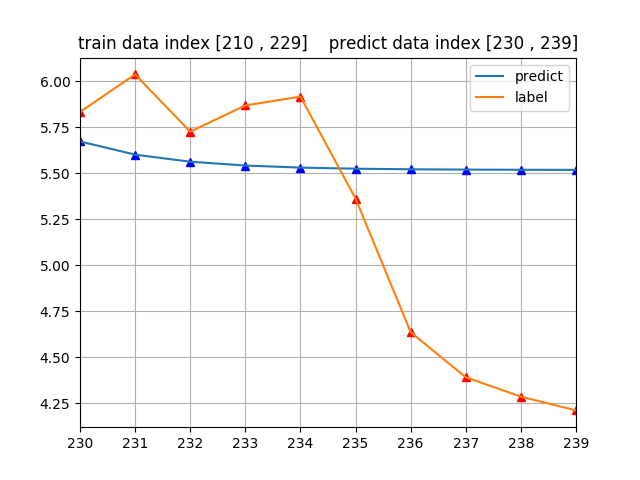 train data index [210 , 229]    predict data index [230 , 239]
predict
label
6.00
5.75
5.50
5.25
5.00
4.75
4.50
4.25
230 231 232 233 234 235 236 237 238 239